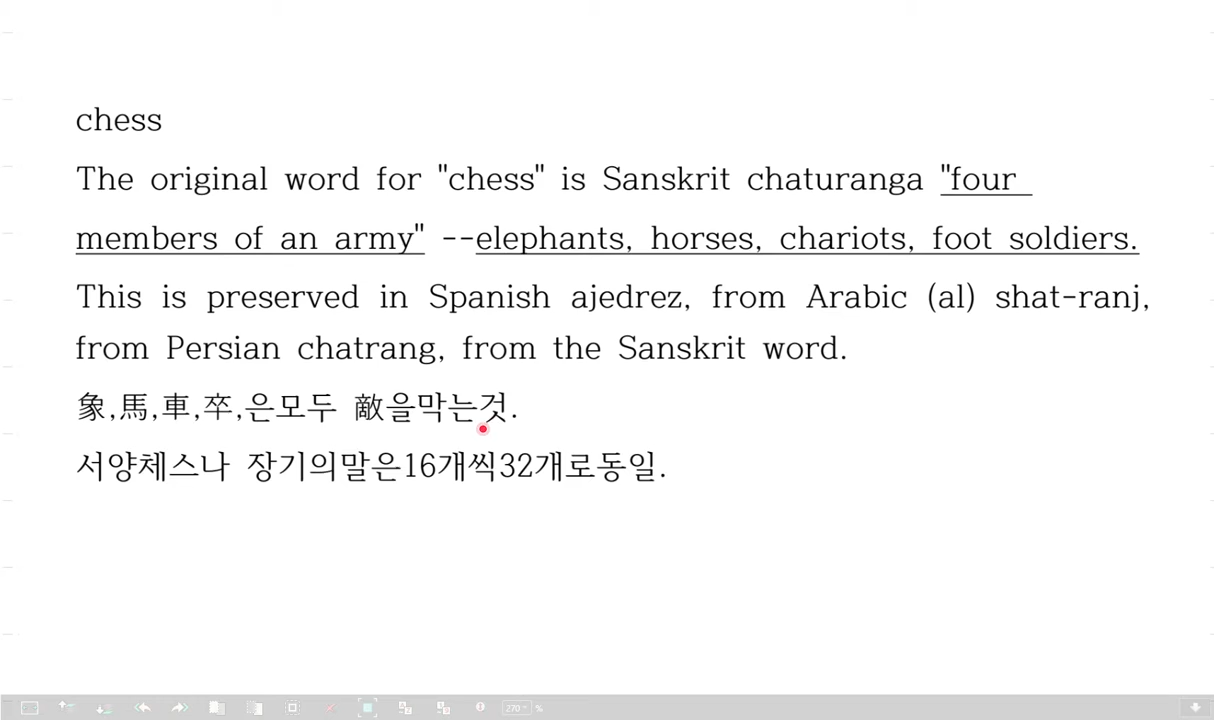 chess
The original word for "chess" is Sanskrit chaturanga "four
members of an army" --elephants, horses, chariots, foot soldiers.
This is preserved in Spanish ajedrez, from Arabic (al) shat-ranj,
from Persian chatrang, from the Sanskrit word.
象,馬,車,卒,은모두 敵을막는것.
서양체스나 장기의말은16개씩32개로동일.
270 %